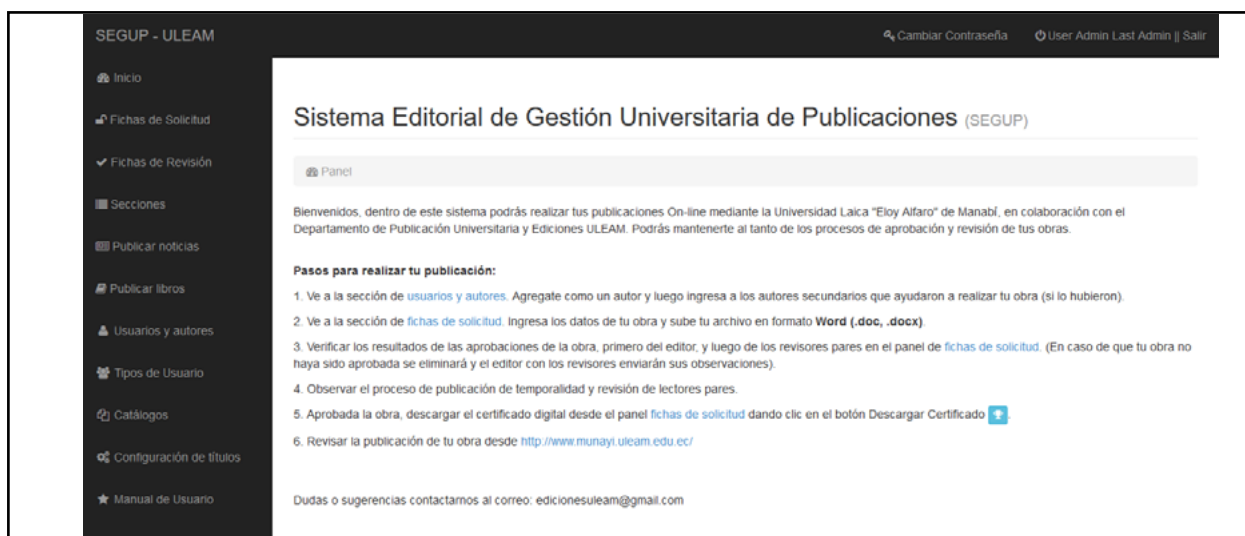 SEGUP - ULEAM
Cambiar Contraseña
User Admin Last Admin || Salir
Inicio
Fichas de Solicitud
Fichas de Revisión
Secciones
Publicar noticias
Publicar libros
Usuarios y autores
Tipos de Usuario
Catálogos
Configuración de títulos
Manual de Usuario
Sistema Editorial de Gestión Universitaria de Publicaciones (SEGUP)
Panel
Bienvenidos, dentro de este sistema podrás realizar tus publicaciones On-line mediante la Universidad Laica "Eloy Alfaro" de Manabí, en colaboración con el
Departamento de Publicación Universitaria y Ediciones ULEAM. Podrás mantenerte al tanto de los procesos de aprobación y revisión de tus obras.
Pasos para realizar tu publicación:
1. Ve a la sección de usuarios y autores. Agregate como un autor y luego ingresa a los autores secundarios que ayudaron a realizar tu obra (si lo hubieron).
2. Ve a la sección de fichas de solicitud. Ingresa los datos de tu obra y sube tu archivo en formato Word (.doc, .docx).
3. Verificar los resultados de las aprobaciones de la obra, primero del editor, y luego de los revisores pares en el panel de fichas de solicitud. (En caso de que tu obra no
haya sido aprobada se eliminará y el editor con los revisores enviarán sus observaciones).
4. Observar el proceso de publicación de temporalidad y revisión de lectores pares.
5. Aprobada la obra, descargar el certificado digital desde el panel fichas de solicitud dando clic en el botón Descargar Certificado .
6. Revisar la publicación de tu obra desde http://www.munayi.uleam.edu.ec/
Dudas o sugerencias contactarnos al correo: edicionesuleam@gmail.com